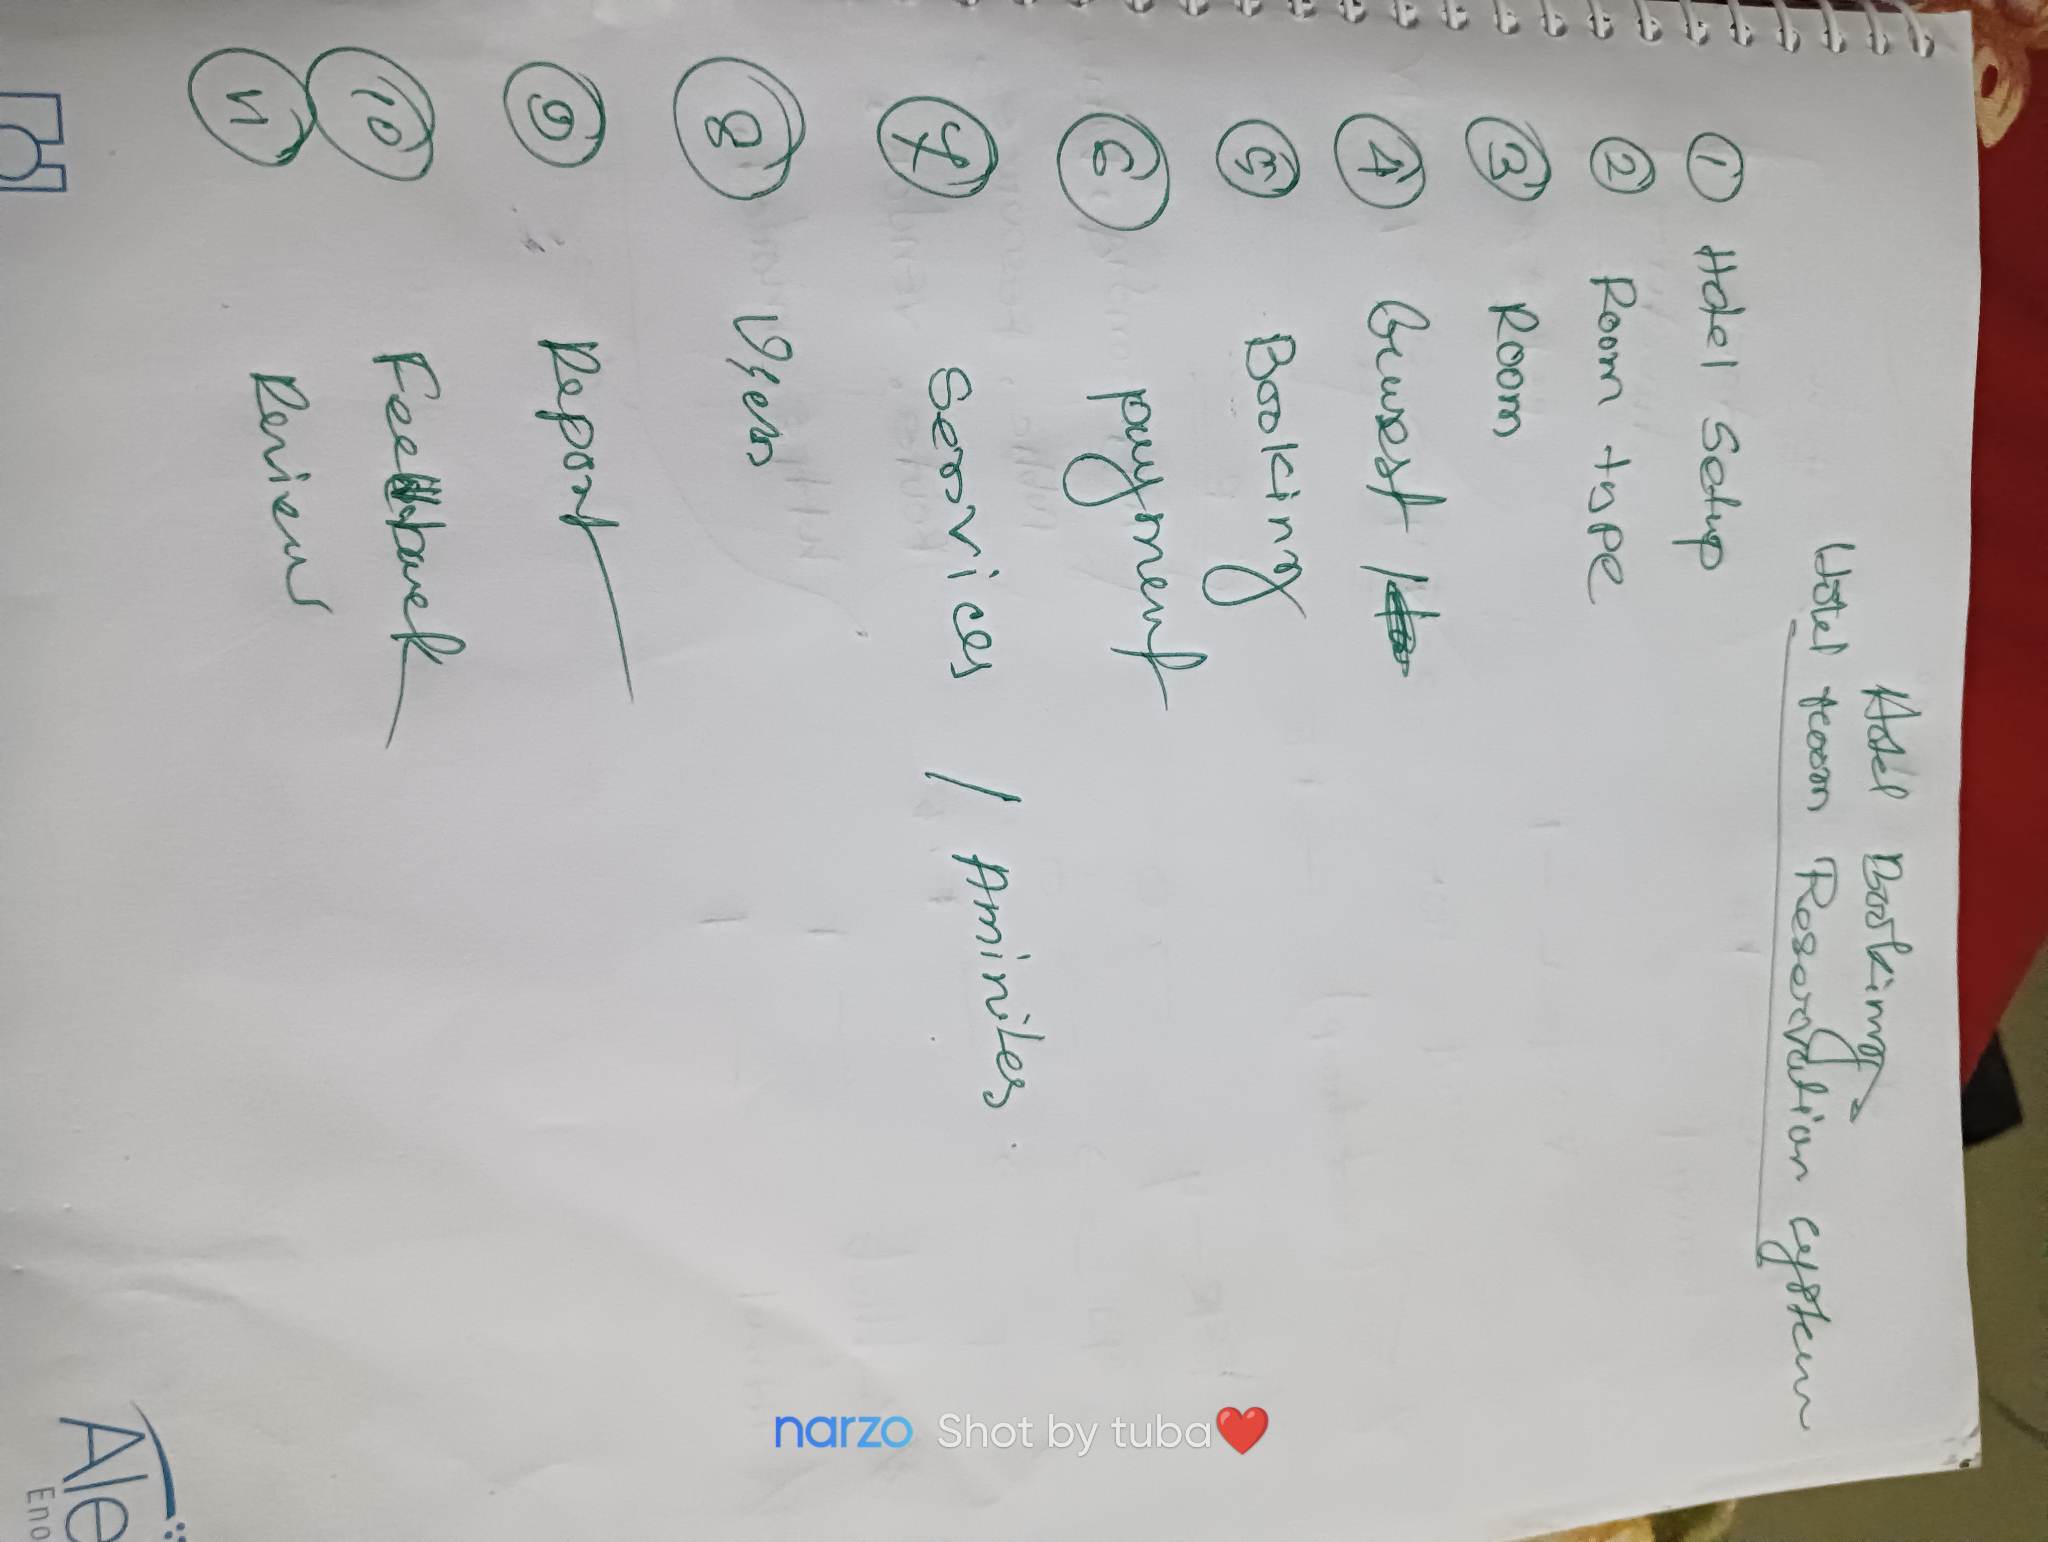 Hotel Booking
Hotel room Reservation cystem
① Hotel Setup
② Room type
③ Room
④ Guest
⑤ Booking
⑥ payment
⑦ Services / Aminites
⑧ Users
⑨ Report
⑩ Feedback
⑪ Review
narzo Shot by tuba❤️
Ale
Eno